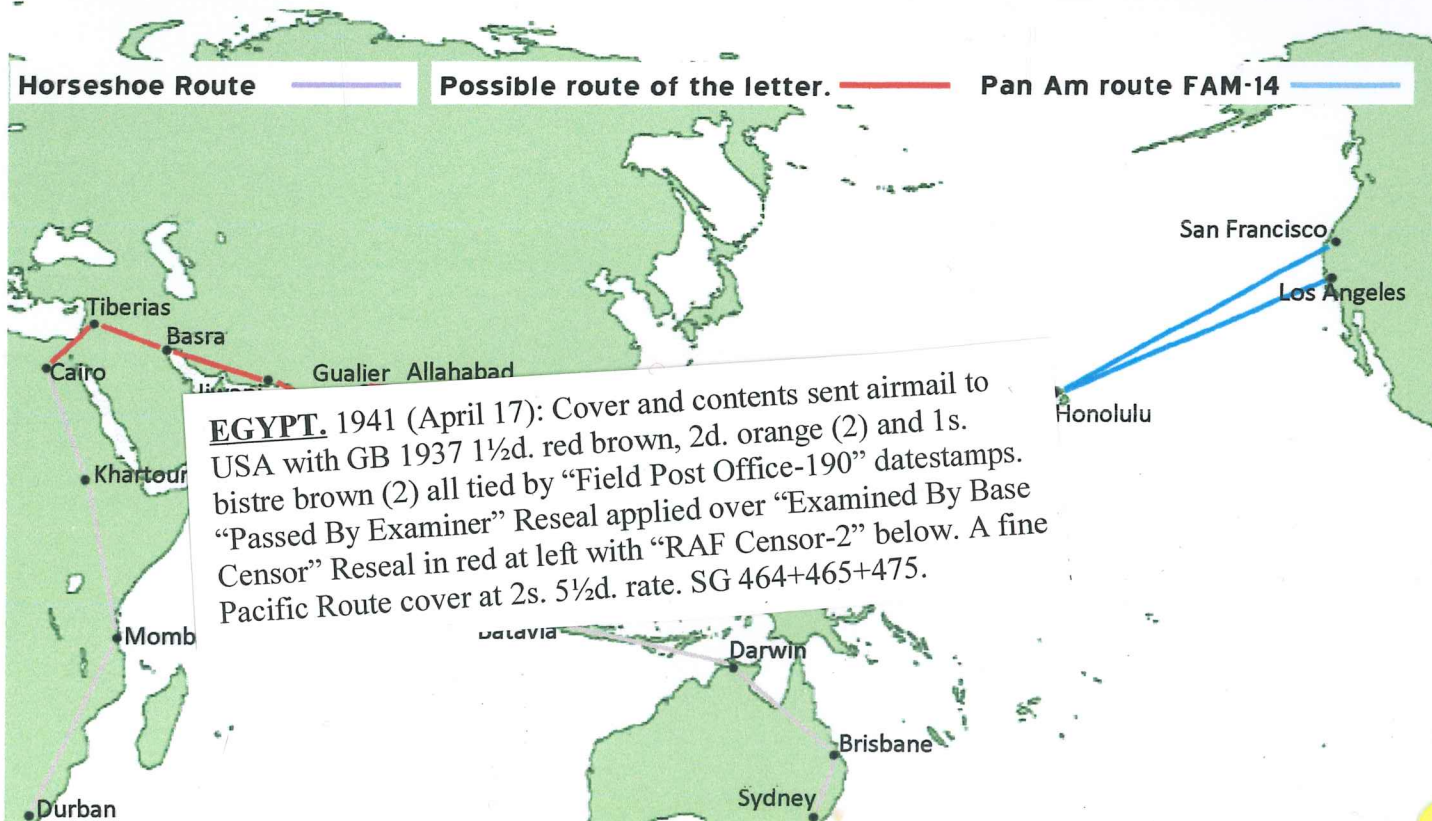 Horseshoe Route
Possible route of the letter.
Pan Am route FAM-14
San Francisco
Los Angeles
Tiberias
Basra
Cairo
Gualier Allahabad
Honolulu
EGYPT. 1941 (April 17): Cover and contents sent airmail to
USA with GB 1937 1½d. red brown, 2d. orange (2) and 1s.
bistre brown (2) all tied by “Field Post Office-190” datestamps.
“Passed By Examiner” Reseal applied over “Examined By Base
Censor” Reseal in red at left with “RAF Censor-2” below. A fine
Pacific Route cover at 2s. 5½d. rate. SG 464+465+475.
Khartour
Momb
Batavia
Darwin
Brisbane
Sydney
Durban